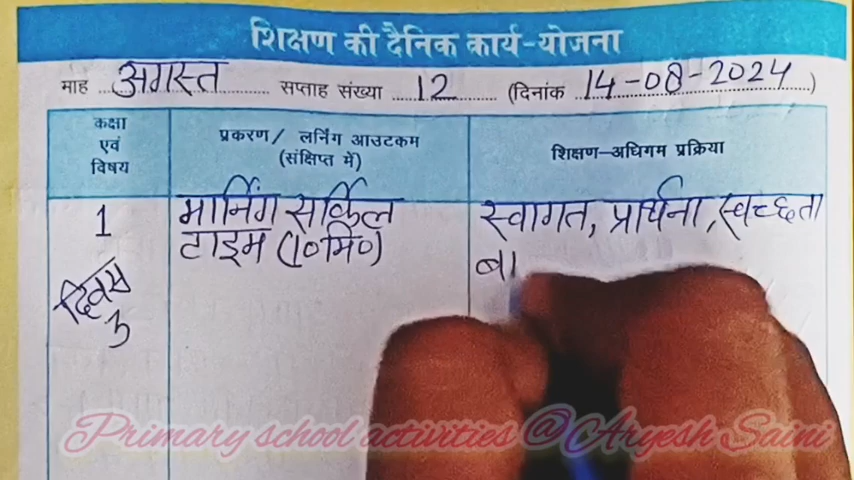 शिक्षण की दैनिक कार्य-योजना
माह अगस्त सप्ताह संख्या 12 (दिनांक 14-08-2024)
कक्षा
एवं
विषय
प्रकरण/ लर्निंग आउटकम
(संक्षिप्त में)
शिक्षण–अधिगम प्रक्रिया
1
दिवस
3
मार्निंग सर्किल
टाइम (10 मि०)
स्वागत, प्रार्थना, स्वच्छता
बा
Primary school activities @Aryesh Saini